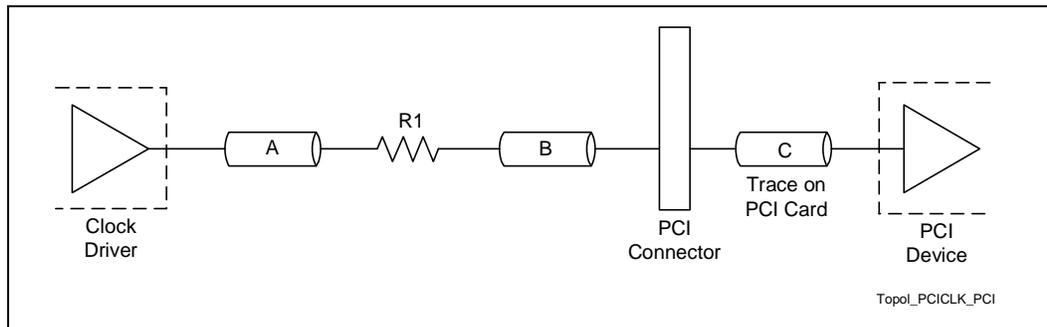 R1
A
B
C
Trace on
PCI Card
Clock
Driver
PCI
Connector
PCI
Device
Topol_PCICLK_PCI